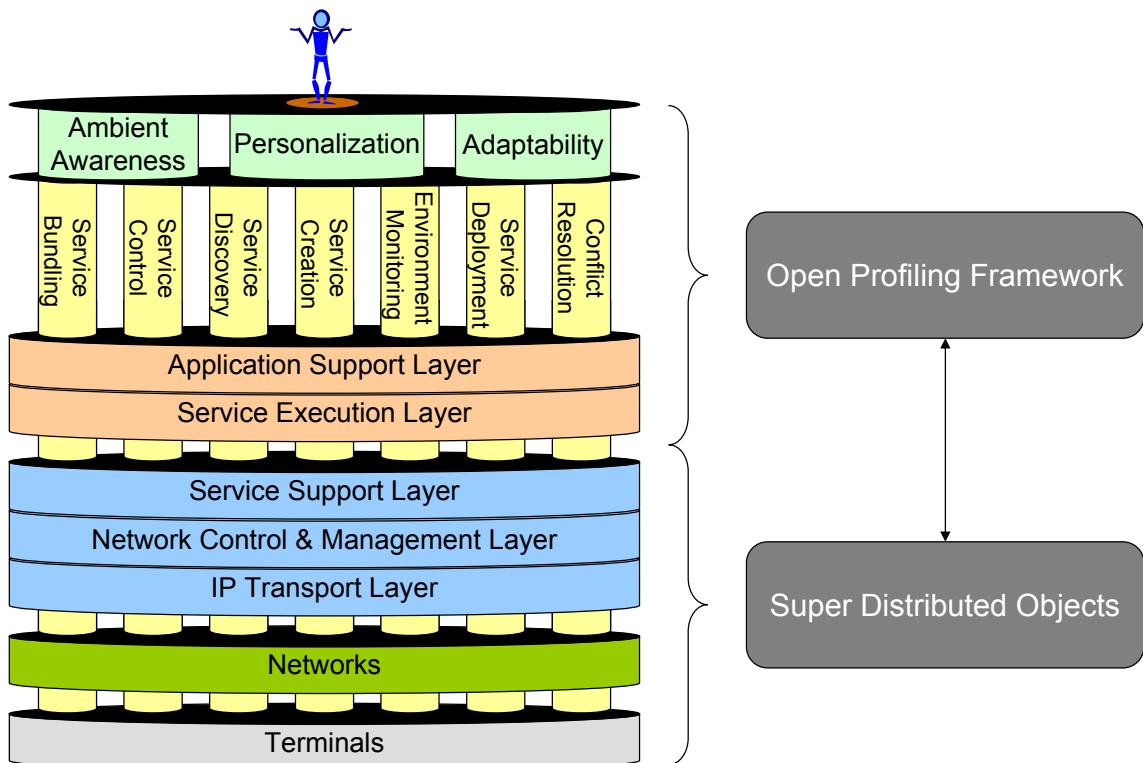 Ambient
Awareness
Personalization
Adaptability
Service
Bundling
Service
Control
Service
Discovery
Service
Creation
Environment
Monitoring
Service
Deployment
Conflict
Resolution
Application Support Layer
Service Execution Layer
Service Support Layer
Network Control & Management Layer
IP Transport Layer
Networks
Terminals
Open Profiling Framework
Super Distributed Objects